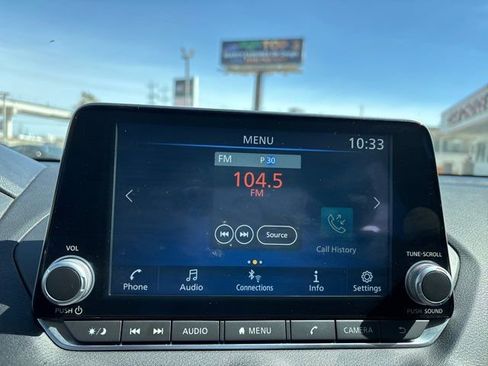 MENU
10:33
FM P 30
104.5
FM
Source
Call History
VOL
TUNE·SCROLL
Phone
Audio
Connections
Info
Settings
PUSH
PUSH SOUND
AUDIO
MENU
CAMERA